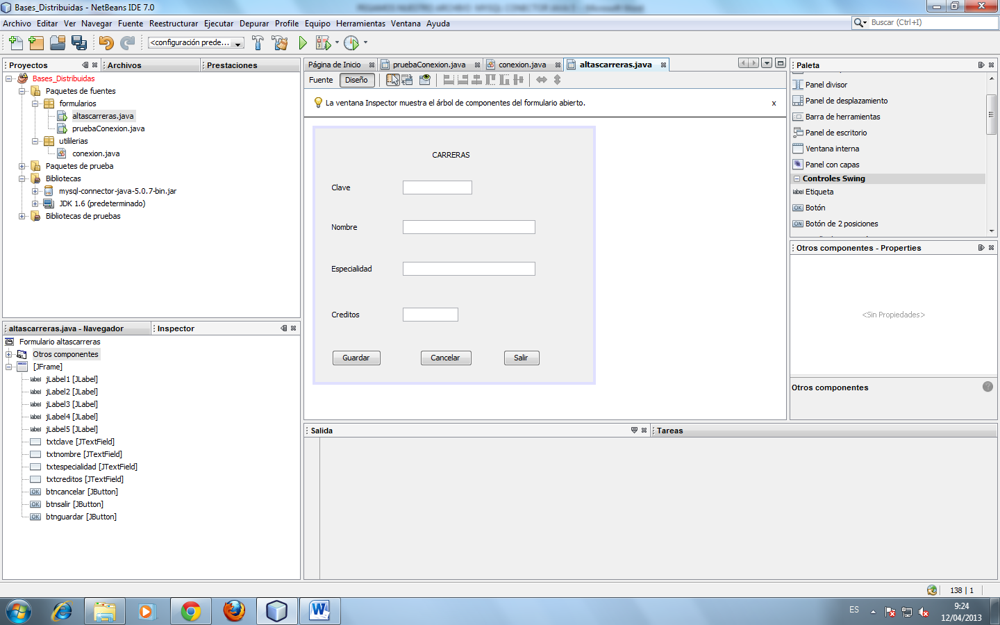 Bases_Distribuidas - NetBeans IDE 7.0
Archivo Editar Ver Navegar Fuente Reestructurar Ejecutar Depurar Profile Equipo Herramientas Ventana Ayuda
Buscar (Ctrl+I)
<configuración prede...
Proyectos
Archivos
Prestaciones
Bases_Distribuidas
Paquetes de fuentes
formularios
altascarreras.java
pruebaConexion.java
utililerias
conexion.java
Paquetes de prueba
Bibliotecas
mysql-connector-java-5.0.7-bin.jar
JDK 1.6 (predeterminado)
Bibliotecas de pruebas
altascarreras.java - Navegador
Inspector
Formulario altascarreras
Otros componentes
[JFrame]
label jLabel1 [JLabel]
label jLabel2 [JLabel]
label jLabel3 [JLabel]
label jLabel4 [JLabel]
label jLabel5 [JLabel]
txtclave [JTextField]
txtnombre [JTextField]
txtespecialidad [JTextField]
txtcreditos [JTextField]
OK btncancelar [JButton]
OK btnsalir [JButton]
OK btnguardar [JButton]
Página de Inicio
pruebaConexion.java
conexion.java
altascarreras.java
Fuente Diseño
La ventana Inspector muestra el árbol de componentes del formulario abierto.
x
CARRERAS
Clave
Nombre
Especialidad
Creditos
Guardar Cancelar Salir
Salida
Tareas
Paleta
Panel divisor
Panel de desplazamiento
Barra de herramientas
Panel de escritorio
Ventana interna
Panel con capas
Controles Swing
label Etiqueta
OK Botón
ON Botón de 2 posiciones
Otros componentes - Properties
<Sin Propiedades>
Otros componentes
?
138 | 1
ES
9:24
12/04/2013